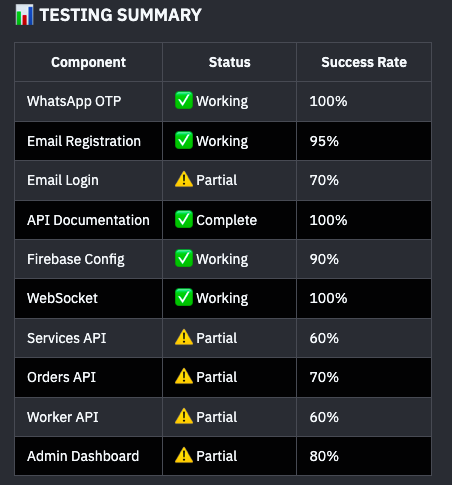 📊 TESTING SUMMARY
Component Status Success Rate
WhatsApp OTP ✅ Working 100%
Email Registration ✅ Working 95%
Email Login ⚠️ Partial 70%
API Documentation ✅ Complete 100%
Firebase Config ✅ Working 90%
WebSocket ✅ Working 100%
Services API ⚠️ Partial 60%
Orders API ⚠️ Partial 70%
Worker API ⚠️ Partial 60%
Admin Dashboard ⚠️ Partial 80%